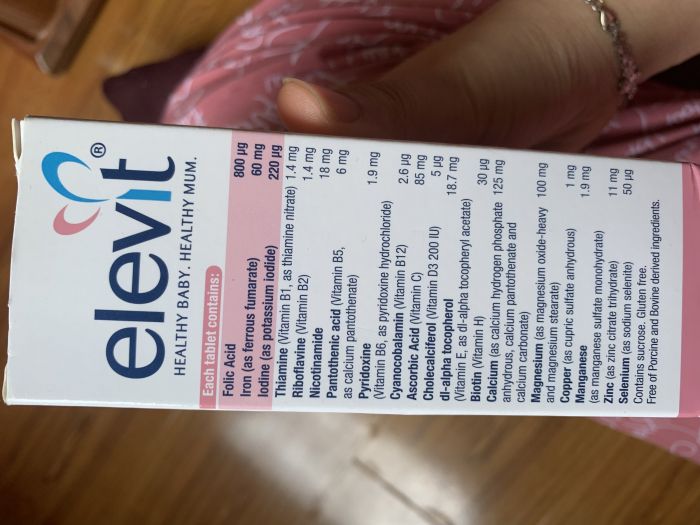 elevit®
HEALTHY BABY. HEALTHY MUM.
Each tablet contains:
Folic Acid 800 µg
Iron (as ferrous fumarate) 60 mg
Iodine (as potassium iodide) 220 µg
Thiamine (Vitamin B1, as thiamine nitrate) 1.4 mg
Riboflavine (Vitamin B2) 1.4 mg
Nicotinamide 18 mg
Pantothenic acid (Vitamin B5, 6 mg
as calcium pantothenate)
Pyridoxine 1.9 mg
(Vitamin B6, as pyridoxine hydrochloride)
Cyanocobalamin (Vitamin B12) 2.6 µg
Ascorbic Acid (Vitamin C) 85 mg
Cholecalciferol (Vitamin D3 200 IU) 5 µg
dl-alpha tocopherol 18.7 mg
(Vitamin E, as dl-alpha tocopheryl acetate)
Biotin (Vitamin H) 30 µg
Calcium (as calcium hydrogen phosphate 125 mg
anhydrous, calcium pantothenate and
calcium carbonate)
Magnesium (as magnesium oxide-heavy 100 mg
and magnesium stearate)
Copper (as cupric sulfate anhydrous) 1 mg
Manganese 1.9 mg
(as manganese sulfate monohydrate)
Zinc (as zinc citrate trihydrate) 11 mg
Selenium (as sodium selenite) 50 µg
Contains sucrose. Gluten free.
Free of Porcine and Bovine derived ingredients.